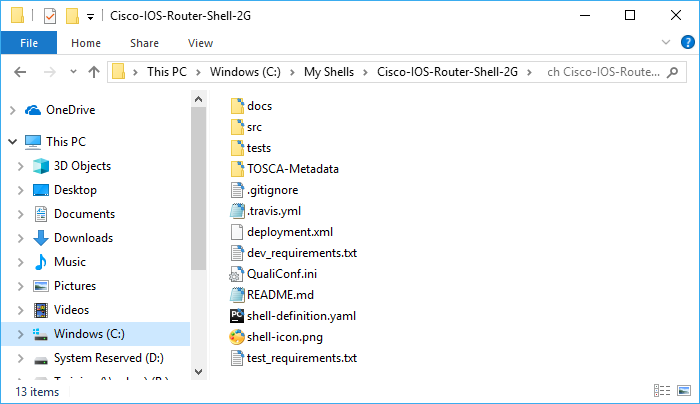 Cisco-IOS-Router-Shell-2G
File Home Share View
This PC Windows (C:) My Shells Cisco-IOS-Router-Shell-2G ch Cisco-IOS-Route...
OneDrive
This PC
3D Objects
Desktop
Documents
Downloads
Music
Pictures
Videos
Windows (C:)
System Reserved (D:)
docs
src
tests
TOSCA-Metadata
.gitignore
.travis.yml
deployment.xml
dev_requirements.txt
QualiConf.ini
README.md
shell-definition.yaml
shell-icon.png
test_requirements.txt
13 items